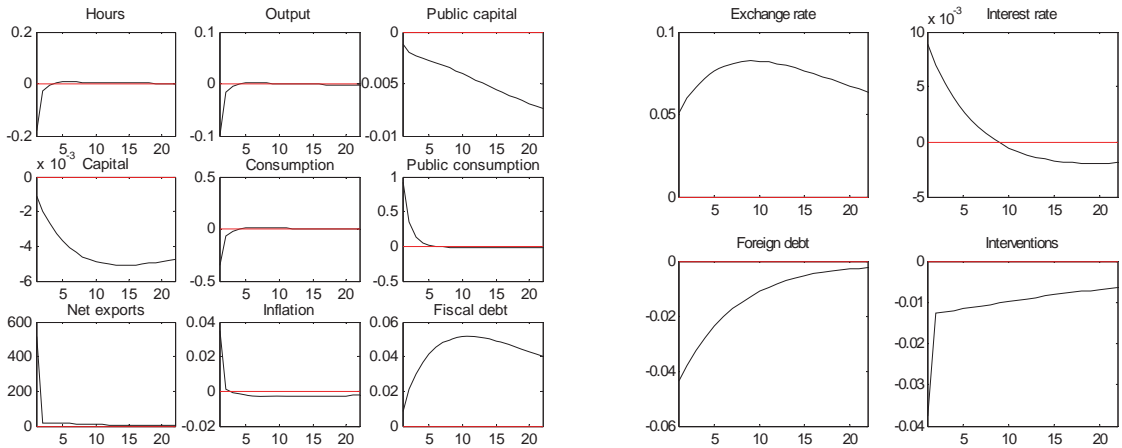 Hours
0.2
0.1
0
-0.1
-0.2
5 10 15 20
Output
0.1
0
-0.1
5 10 15 20
Public capital
0
0.005
-0.01
5 10 15 20
x 10-3
Capital
0
-2
-4
-6
5 10 15 20
Consumption
0.5
0
-0.5
5 10 15 20
Public consumption
1
0.5
0
-0.5
5 10 15 20
Net exports
600
400
200
0
5 10 15 20
Inflation
0.04
0.02
0
-0.02
5 10 15 20
Fiscal debt
0.06
0.04
0.02
0
5 10 15 20
Exchange rate
0.1
0.05
0
5 10 15 20
x 10-3
Interest rate
10
5
0
-5
5 10 15 20
Foreign debt
0
-0.02
-0.04
-0.06
5 10 15 20
Interventions
0
-0.01
-0.02
-0.03
-0.04
5 10 15 20